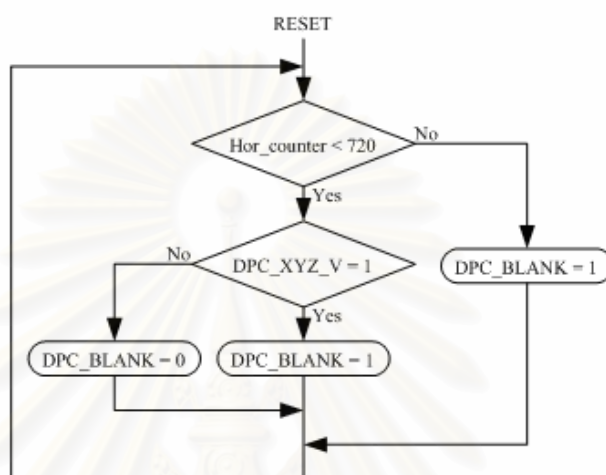 RESET
Hor_counter < 720
No
Yes
DPC_XYZ_V = 1
No
DPC_BLANK = 1
Yes
DPC_BLANK = 0
DPC_BLANK = 1